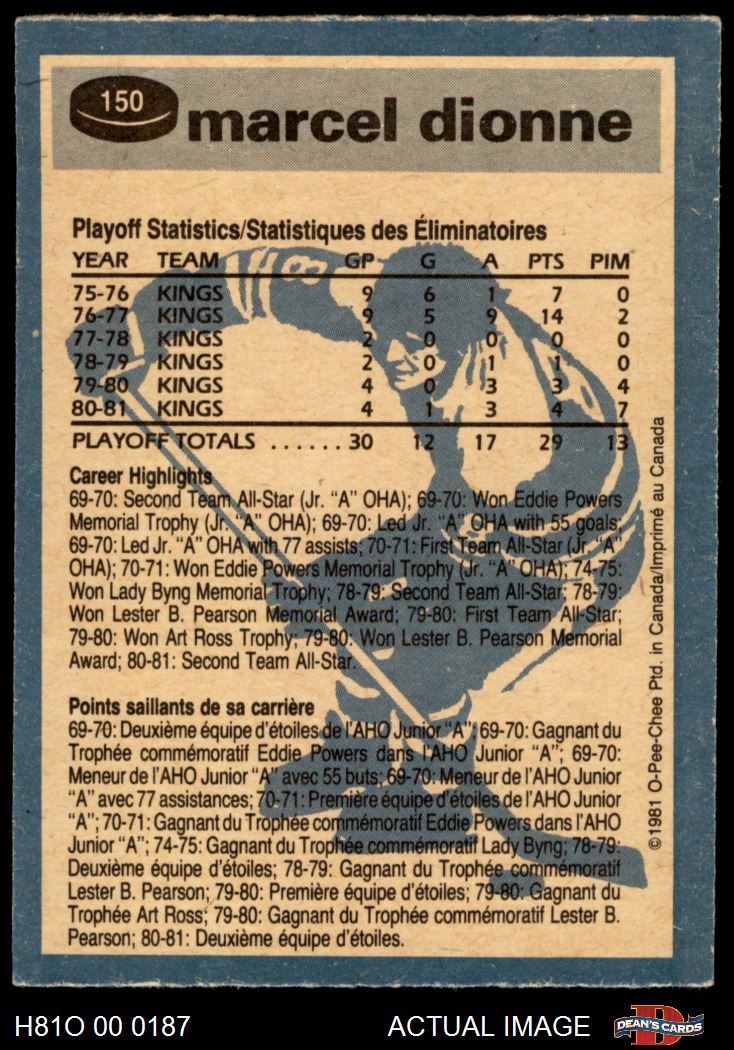 150
marcel dionne
Playoff Statistics/Statistiques des Éliminatoires
YEAR TEAM GP G A PTS PIM
75-76 KINGS 9 6 1 7 0
76-77 KINGS 9 5 9 14 2
77-78 KINGS 2 0 0 0 0
78-79 KINGS 2 0 1 1 0
79-80 KINGS 4 0 3 3 4
80-81 KINGS 4 1 3 4 7
PLAYOFF TOTALS ...... 30 12 17 29 13
Career Highlights
69-70: Second Team All-Star (Jr. "A" OHA); 69-70: Won Eddie Powers
Memorial Trophy (Jr. "A" OHA); 69-70: Led Jr. "A" OHA with 55 goals;
69-70: Led Jr. "A" OHA with 77 assists; 70-71: First Team All-Star (Jr. "A"
OHA); 70-71: Won Eddie Powers Memorial Trophy (Jr. "A" OHA); 74-75:
Won Lady Byng Memorial Trophy; 78-79: Second Team All-Star; 78-79:
Won Lester B. Pearson Memorial Award; 79-80: First Team All-Star;
79-80: Won Art Ross Trophy; 79-80: Won Lester B. Pearson Memorial
Award; 80-81: Second Team All-Star.
Points saillants de sa carrière
69-70: Deuxième équipe d'étoiles de l'AHO Junior "A"; 69-70: Gagnant du
Trophée commémoratif Eddie Powers dans l'AHO Junior "A"; 69-70:
Meneur de l'AHO Junior "A" avec 55 buts; 69-70: Meneur de l'AHO Junior
"A" avec 77 assistances; 70-71: Première équipe d'étoiles de l'AHO Junior
"A"; 70-71: Gagnant du Trophée commémoratif Eddie Powers dans l'AHO
Junior "A"; 74-75: Gagnant du Trophée commémoratif Lady Byng; 78-79:
Deuxième équipe d'étoiles; 78-79: Gagnant du Trophée commémoratif
Lester B. Pearson; 79-80: Première équipe d'étoiles; 79-80: Gagnant du
Trophée Art Ross; 79-80: Gagnant du Trophée commémoratif Lester B.
Pearson; 80-81: Deuxième équipe d'étoiles.
©1981 O-Pee-Chee Ptd. in Canada/Imprimé au Canada
8
H81O 00 0187
ACTUAL IMAGE
D
DEAN'S CARDS